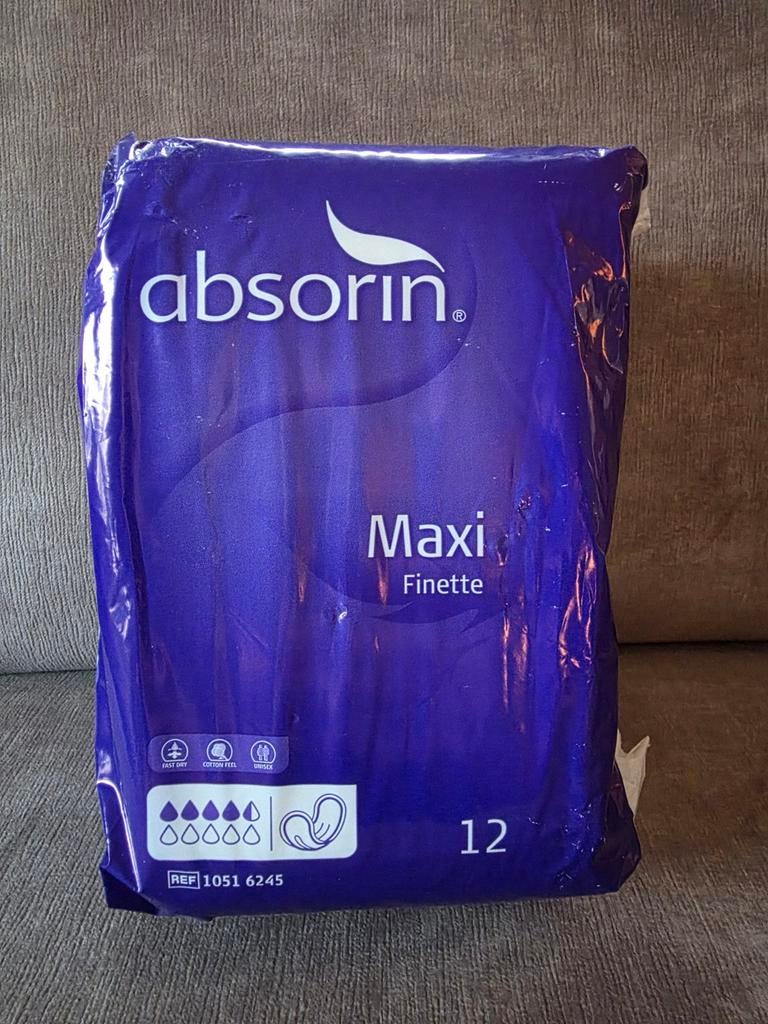 absorin®
Maxi
Finette
FAST DRY COTTON FEEL UNISEX
12
REF 1051 6245